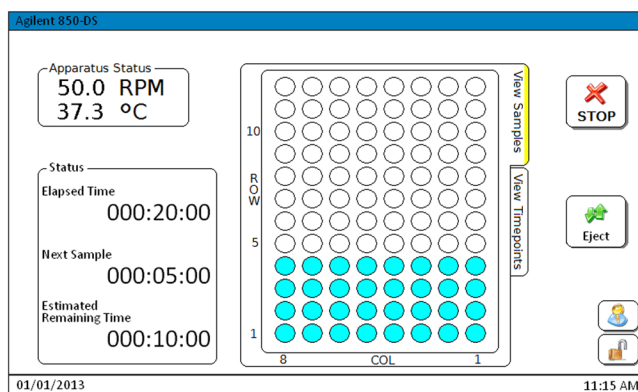 Agilent 850-DS
Apparatus Status
50.0 RPM
37.3 ºC
Status
Elapsed Time
000:20:00
Next Sample
000:05:00
Estimated
Remaining Time
000:10:00
10
ROW
5
1
8 COL 1
View Samples
View Timepoints
STOP
Eject
01/01/2013 11:15 AM